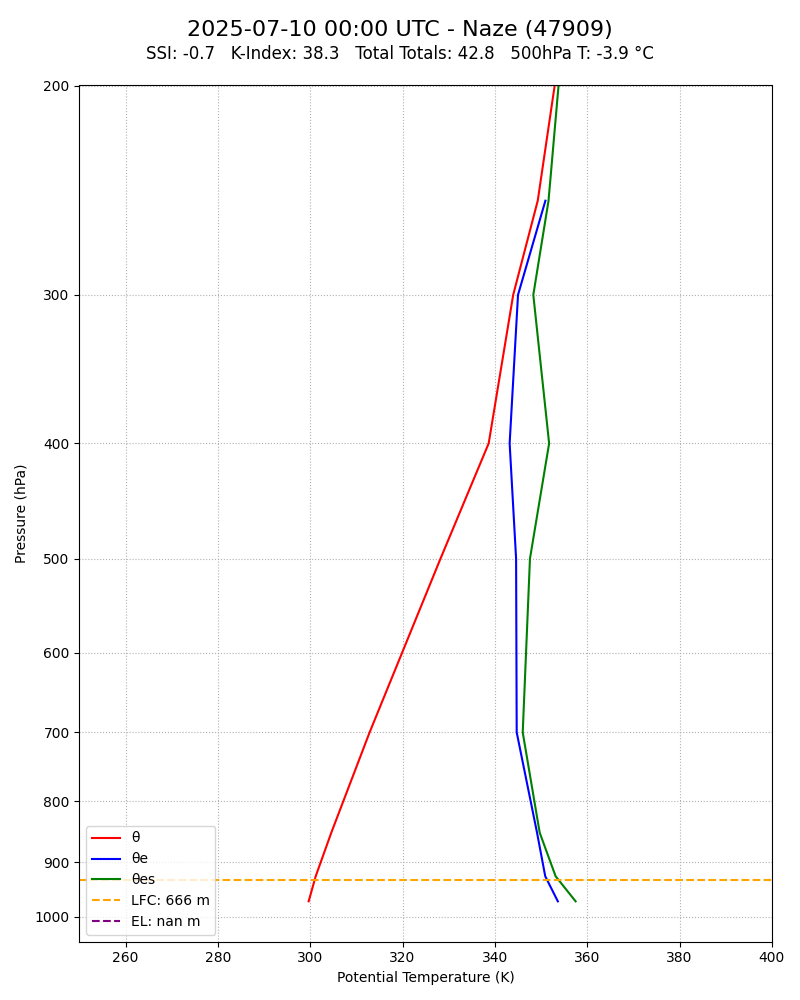 2025-07-10 00:00 UTC - Naze (47909)
SSI: -0.7   K-Index: 38.3   Total Totals: 42.8   500hPa T: -3.9 °C
200
300
400
500
600
700
800
900
1000
Pressure (hPa)
θ
θe
θes
LFC: 666 m
EL: nan m
260 280 300 320 340 360 380 400
Potential Temperature (K)